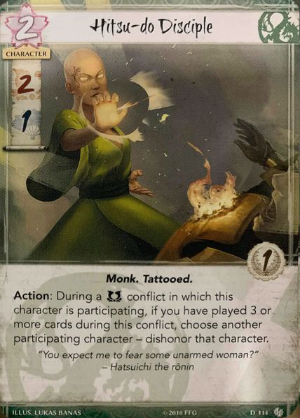 2
Hitsu-do Disciple
CHARACTER
2
1
1
Monk. Tattooed.
Action: During a conflict in which this
character is participating, if you have played 3 or
more cards during this conflict, choose another
participating character – dishonor that character.
"You expect me to fear some unarmed woman?"
– Hatsuichi the rōnin
ILLUS. LUKAS BANAS
©2018 FFG